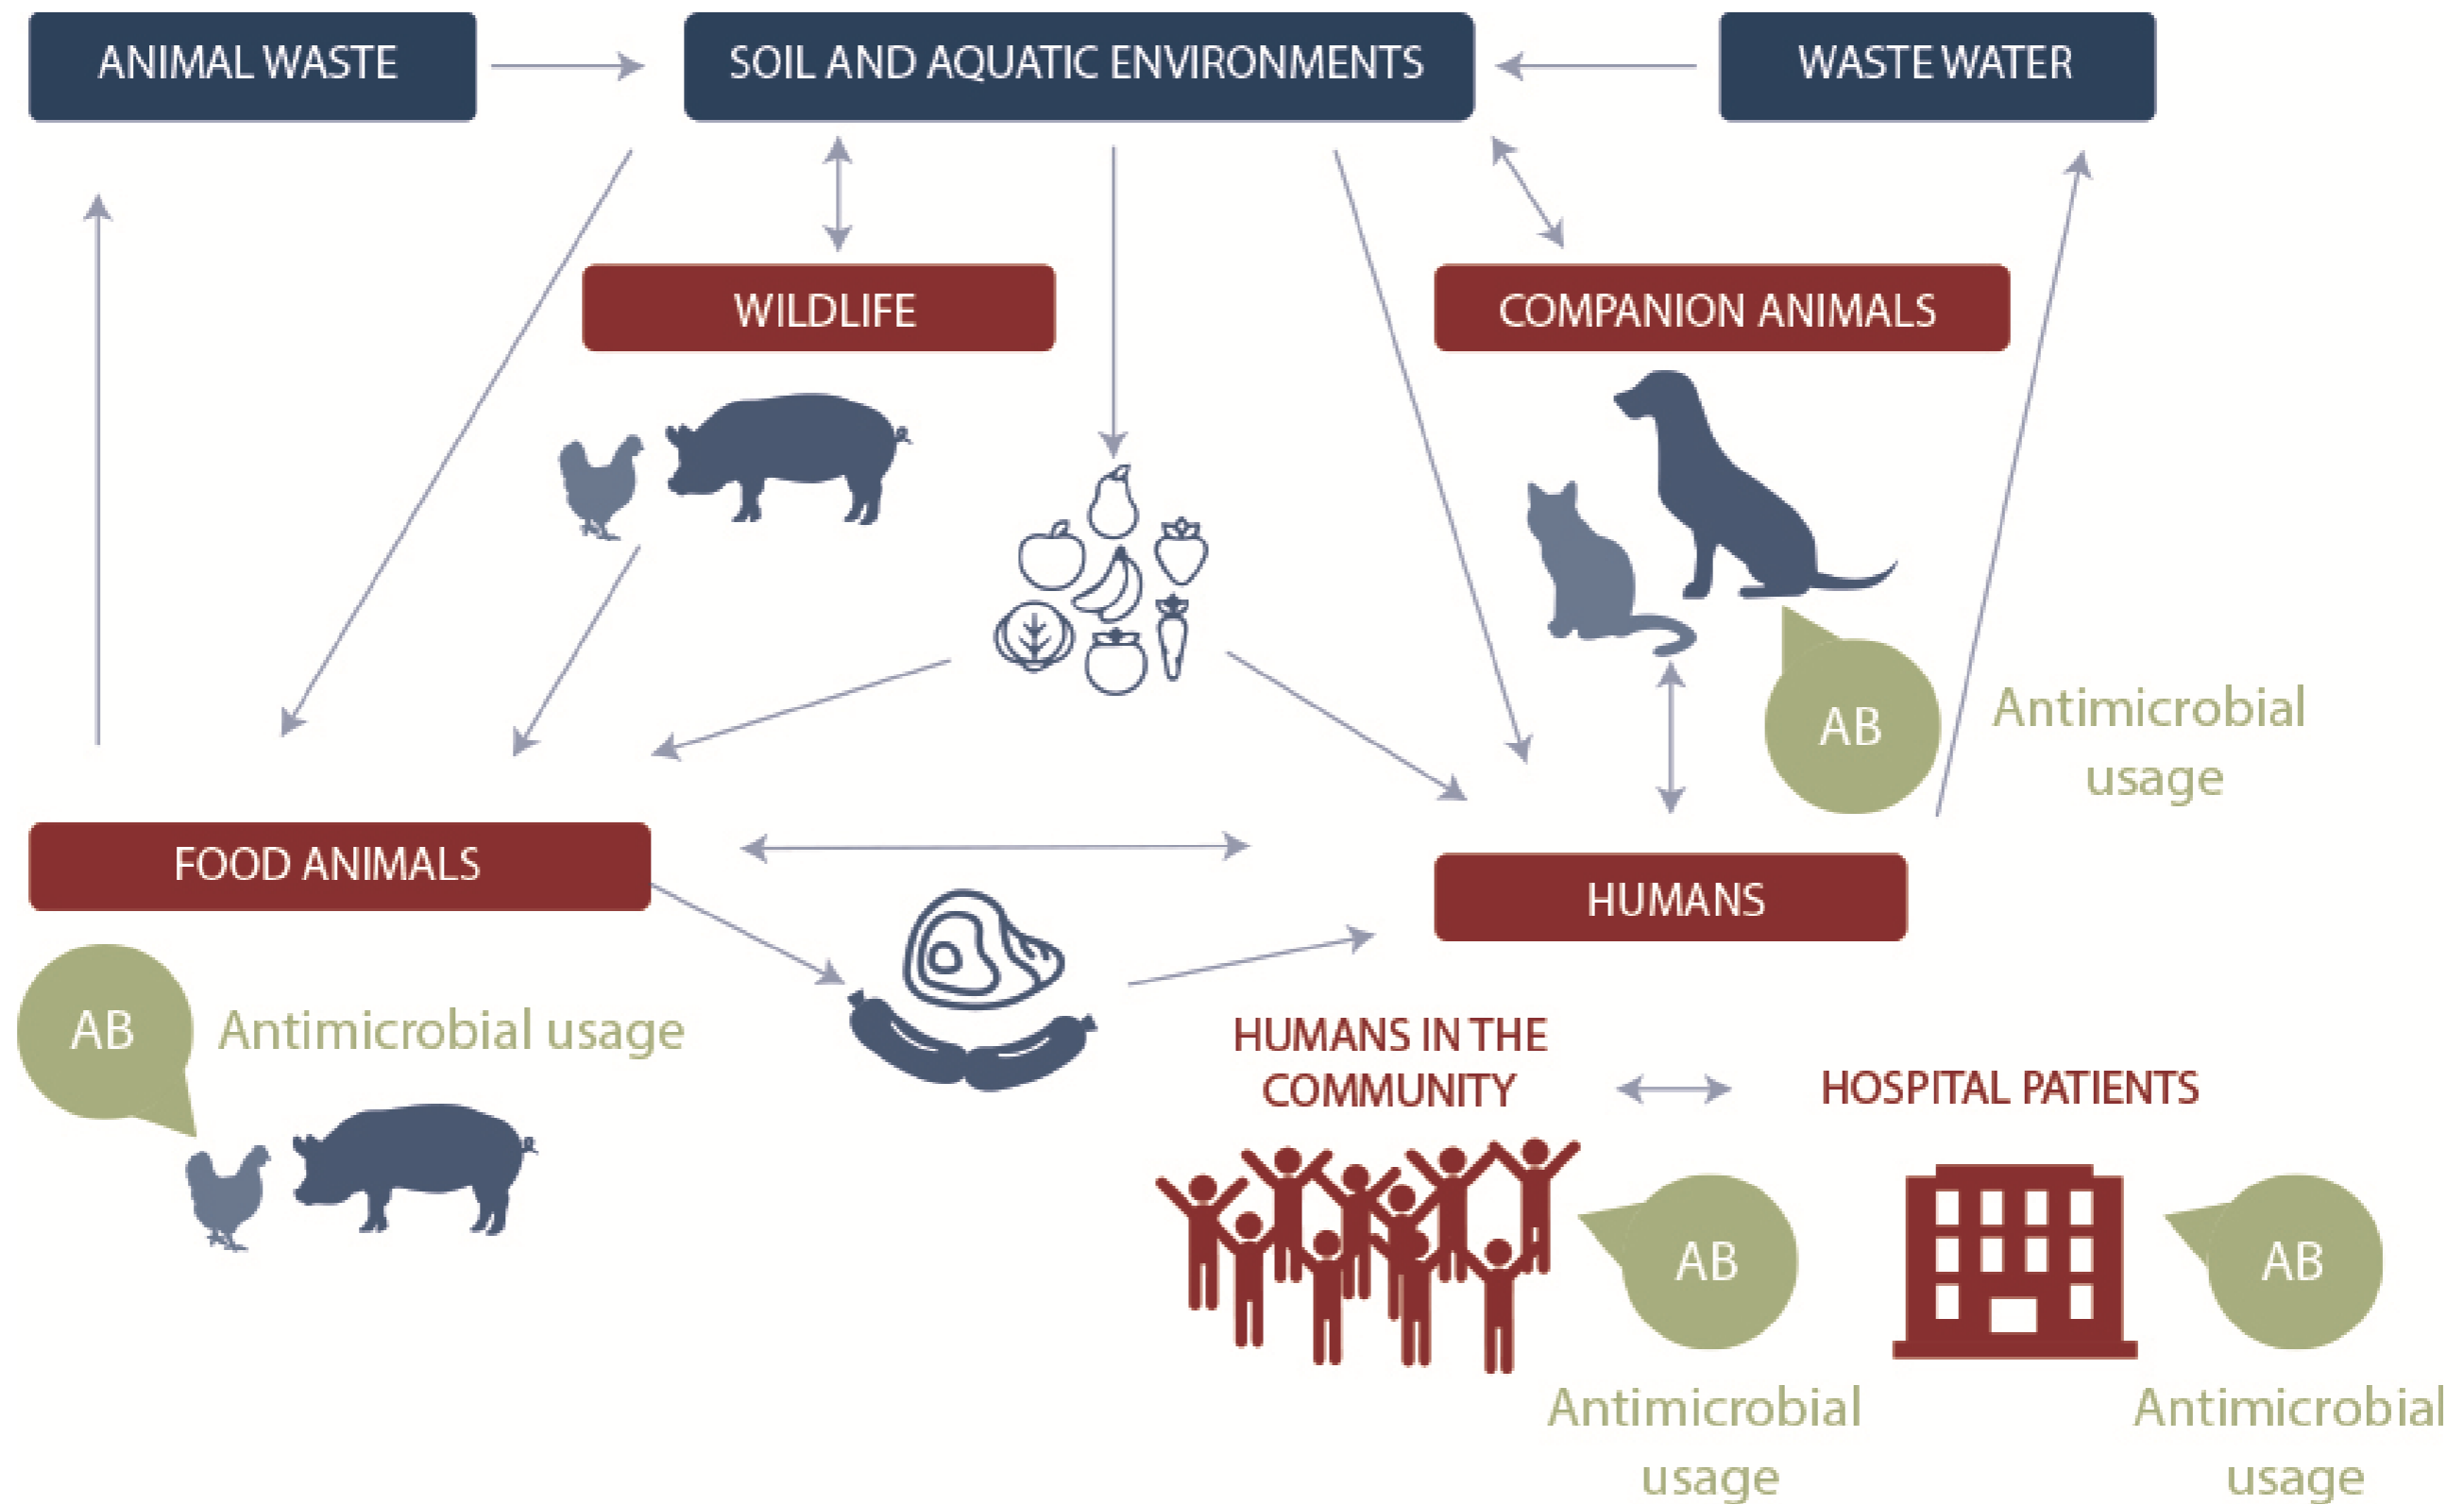 ANIMAL WASTE
SOIL AND AQUATIC ENVIRONMENTS
WASTE WATER
WILDLIFE
COMPANION ANIMALS
AB
Antimicrobial
usage
FOOD ANIMALS
HUMANS
AB
Antimicrobial usage
HUMANS IN THE
COMMUNITY
HOSPITAL PATIENTS
AB
AB
Antimicrobial
usage
Antimicrobial
usage